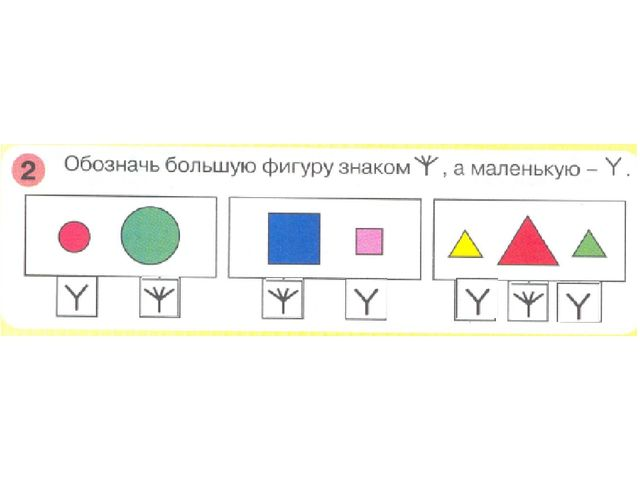 2 Обозначь большую фигуру знаком , а маленькую – Y.
Y Y Y Y